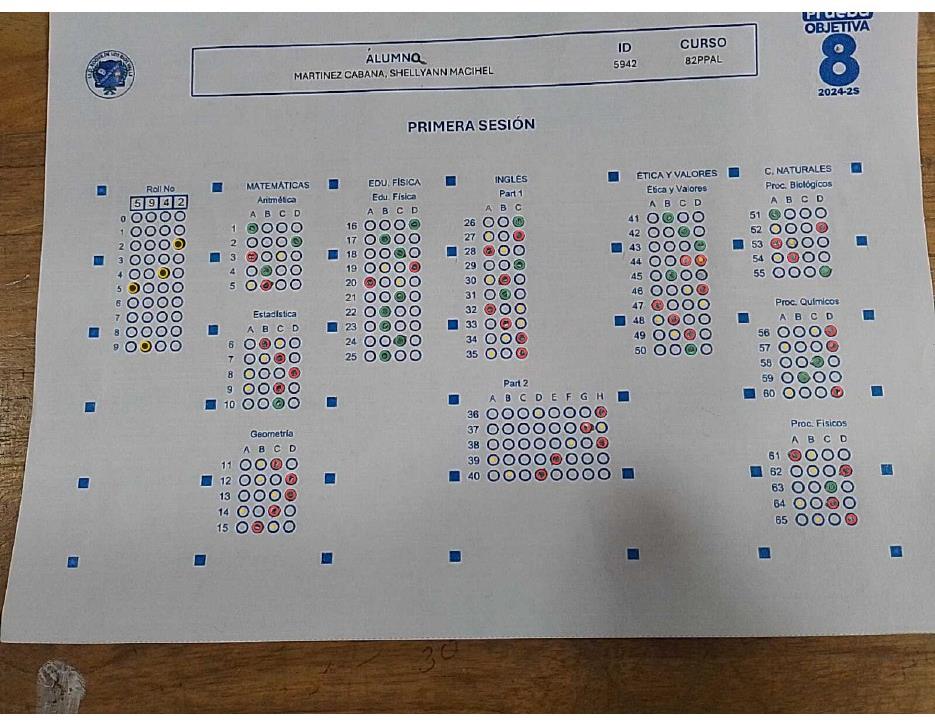 ÁLUMNO
MARTINEZ CABANA, SHELLYANN MACIHEL
ID
5942
CURSO
82PPAL
Prueba
OBJETIVA
8
2024-2S
PRIMERA SESIÓN
Roll No
5 9 4 2
0
1
2
3
4
5
6
7
8
9
MATEMÁTICAS
Aritmética
A B C D
1
2
3
4
5
Estadística
A B C D
6
7
8
9
10
Geometría
A B C D
11
12
13
14
15
EDU. FÍSICA
Edu. Física
A B C D
16
17
18
19
20
21
22
23
24
25
INGLÉS
Part 1
A B C
26
27
28
29
30
31
32
33
34
35
Part 2
A B C D E F G H
36
37
38
39
40
ÉTICA Y VALORES
Ética y Valores
A B C D
41
42
43
44
45
46
47
48
49
50
C. NATURALES
Proc. Biológicos
A B C D
51
52
53
54
55
Proc. Químicos
A B C D
56
57
58
59
60
Proc. Físicos
A B C D
61
62
63
64
65
30